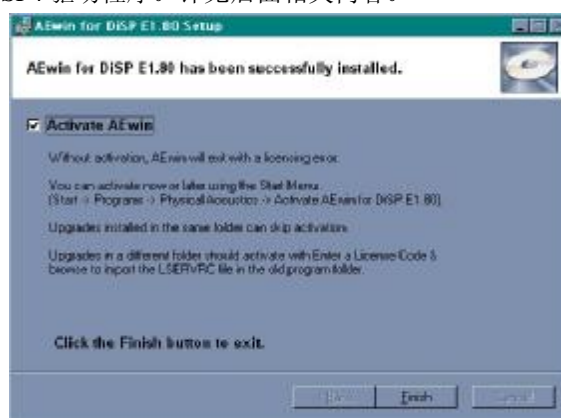 AEwin for DiSP E1.80 Setup
AEwin for DiSP E1.80 has been successfully installed.
Activate AEwin
Without activation, AEwin will exit with a licensing error.
You can activate now or later using the Start Menu.
(Start -> Programs -> Physical Acoustics -> Activate AEwin for DiSP E1.80)
Upgrades installed in the same folder can skip activation.
Upgrades in a different folder should activate with Enter a License Code &
browse to import the LSERVRC file in the old program folder.
Click the Finish button to exit.
Finish